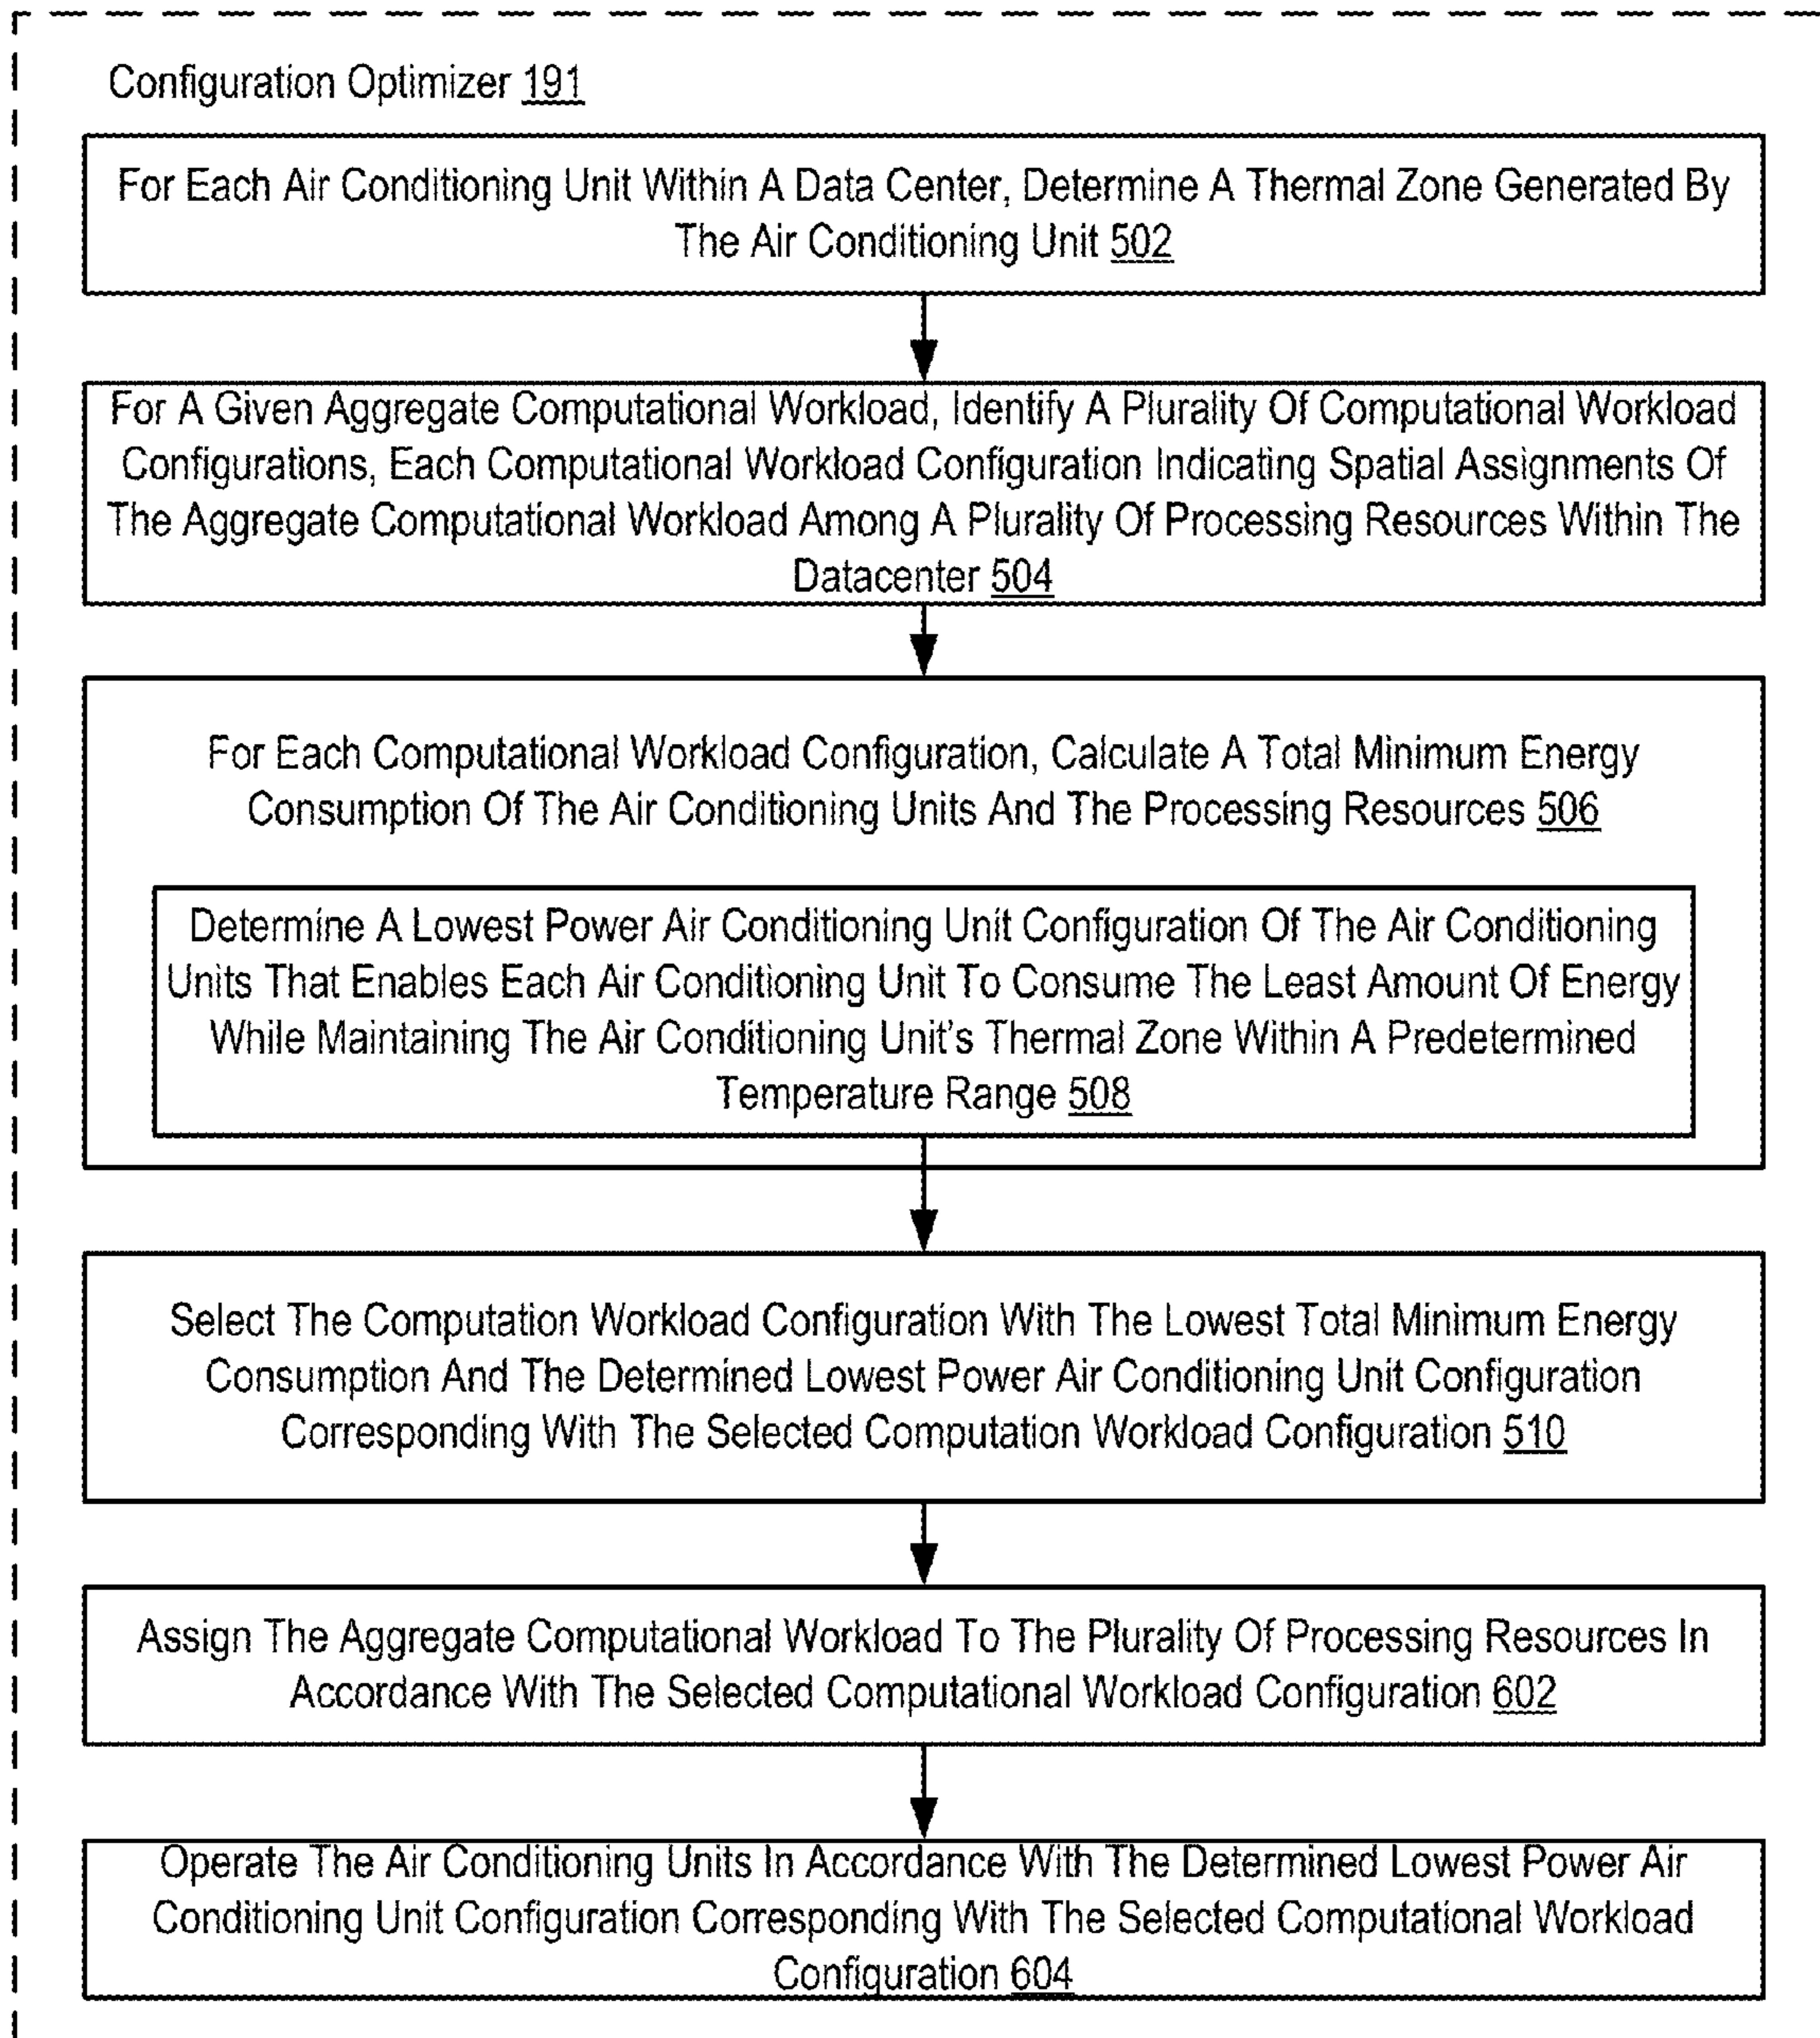 Configuration Optimizer 191
For Each Air Conditioning Unit Within A Data Center, Determine A Thermal Zone Generated By
The Air Conditioning Unit 502
For A Given Aggregate Computational Workload, Identify A Plurality Of Computational Workload
Configurations, Each Computational Workload Configuration Indicating Spatial Assignments Of
The Aggregate Computational Workload Among A Plurality Of Processing Resources Within The
Datacenter 504
For Each Computational Workload Configuration, Calculate A Total Minimum Energy
Consumption Of The Air Conditioning Units And The Processing Resources 506
Determine A Lowest Power Air Conditioning Unit Configuration Of The Air Conditioning
Units That Enables Each Air Conditioning Unit To Consume The Least Amount Of Energy
While Maintaining The Air Conditioning Unit's Thermal Zone Within A Predetermined
Temperature Range 508
Select The Computation Workload Configuration With The Lowest Total Minimum Energy
Consumption And The Determined Lowest Power Air Conditioning Unit Configuration
Corresponding With The Selected Computation Workload Configuration 510
Assign The Aggregate Computational Workload To The Plurality Of Processing Resources In
Accordance With The Selected Computational Workload Configuration 602
Operate The Air Conditioning Units In Accordance With The Determined Lowest Power Air
Conditioning Unit Configuration Corresponding With The Selected Computational Workload
Configuration 604